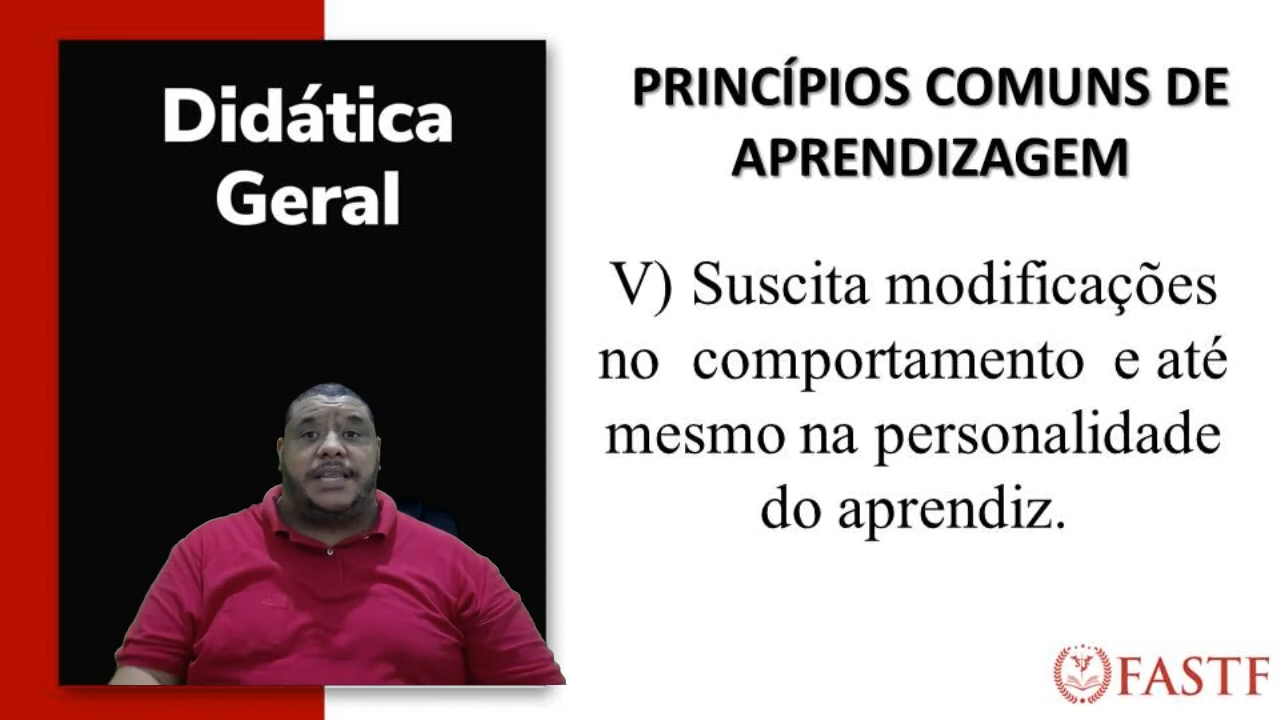 Didática
Geral
PRINCÍPIOS COMUNS DE
APRENDIZAGEM
V) Suscita modificações
no comportamento e até
mesmo na personalidade
do aprendiz.
FASTF